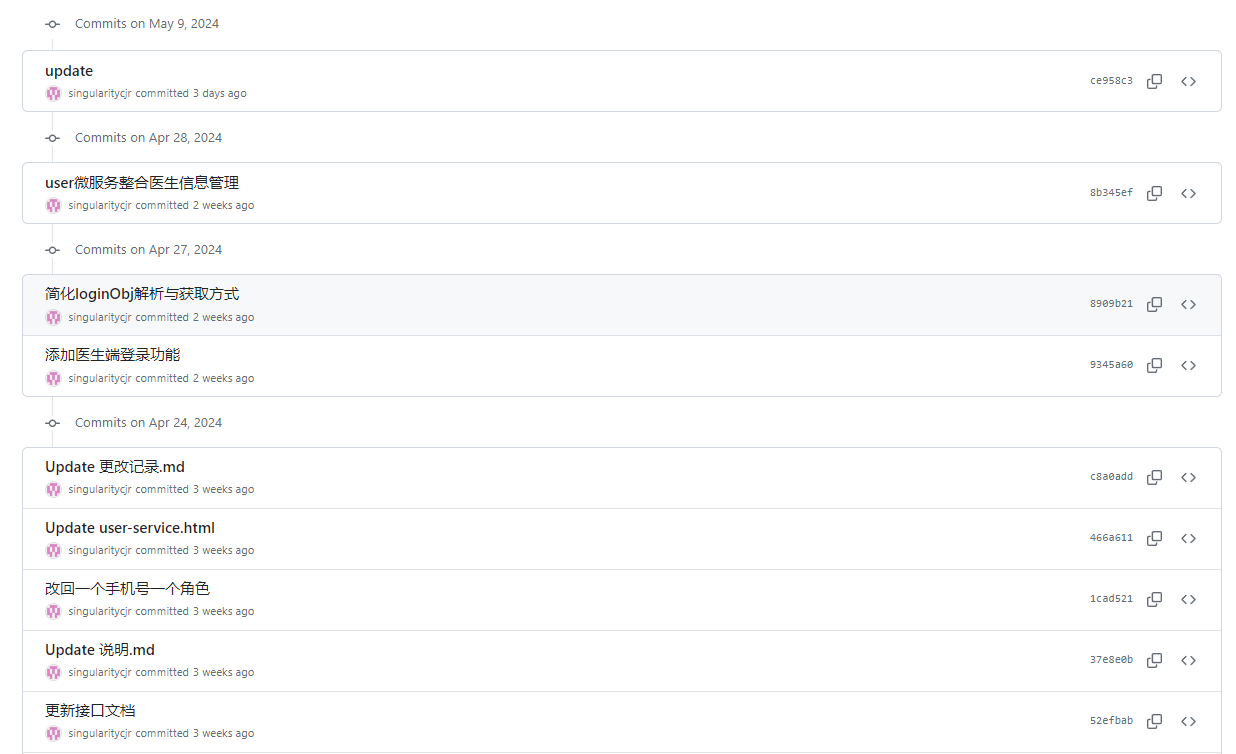 Commits on May 9, 2024
update
singularitycjr committed 3 days ago
ce958c3
Commits on Apr 28, 2024
user微服务整合医生信息管理
singularitycjr committed 2 weeks ago
8b345ef
Commits on Apr 27, 2024
简化loginObj解析与获取方式
singularitycjr committed 2 weeks ago
8909b21
添加医生端登录功能
singularitycjr committed 2 weeks ago
9345a60
Commits on Apr 24, 2024
Update 更改记录.md
singularitycjr committed 3 weeks ago
c8a0add
Update user-service.html
singularitycjr committed 3 weeks ago
466a611
改回一个手机号一个角色
singularitycjr committed 3 weeks ago
1cad521
Update 说明.md
singularitycjr committed 3 weeks ago
37e8e0b
更新接口文档
singularitycjr committed 3 weeks ago
52efbab